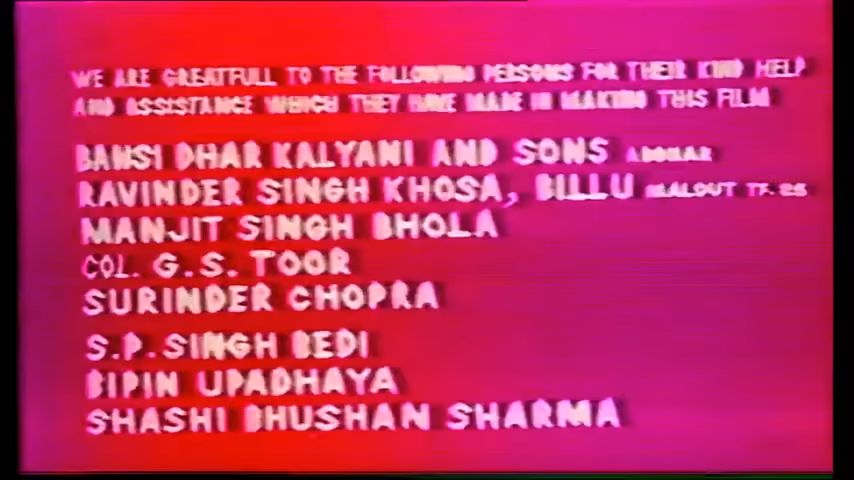 WE ARE GREATFULL TO THE FOLLOWING PERSONS FOR THEIR KIND HELP
AND ASSISTANCE WHICH THEY HAVE MADE IN MAKING THIS FILM
BANSI DHAR KALYANI AND SONS ABOHAR
RAVINDER SINGH KHOSA, BILLU MALOUT
MANJIT SINGH BHOLA
COL. G.S. TOOR
SURINDER CHOPRA
S.P. SINGH BEDI
BIPIN UPADHAYA
SHASHI BHUSHAN SHARMA